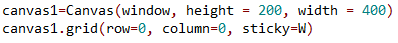 canvas1=Canvas(window, height = 200, width = 400)
canvas1.grid(row=0, column=0, sticky=W)